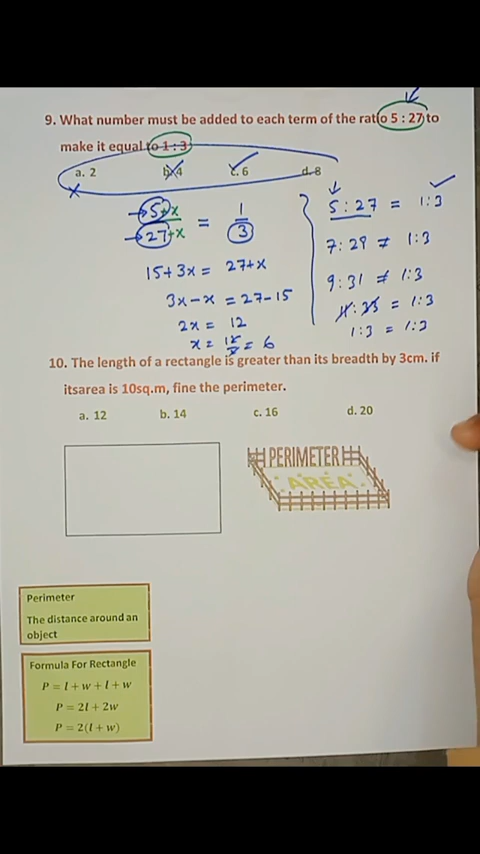 9. What number must be added to each term of the ratio 5 : 27 to
make it equal to 1 : 3
a. 2 b. 4 c. 6 d. 8
5+x / 27+x = 1/3
15+3x = 27+x
3x-x = 27-15
2x = 12
x = 12/2 = 6
5:27 = 1:3
7:29 ≠ 1:3
9:31 ≠ 1:3
11:33 = 1:3
1:3 = 1:3
10. The length of a rectangle is greater than its breadth by 3cm. if
itsarea is 10sq.m, fine the perimeter.
a. 12 b. 14 c. 16 d. 20
PERIMETER
AREA
Perimeter
The distance around an
object
Formula For Rectangle
P = l + w + l + w
P = 2l + 2w
P = 2(l + w)